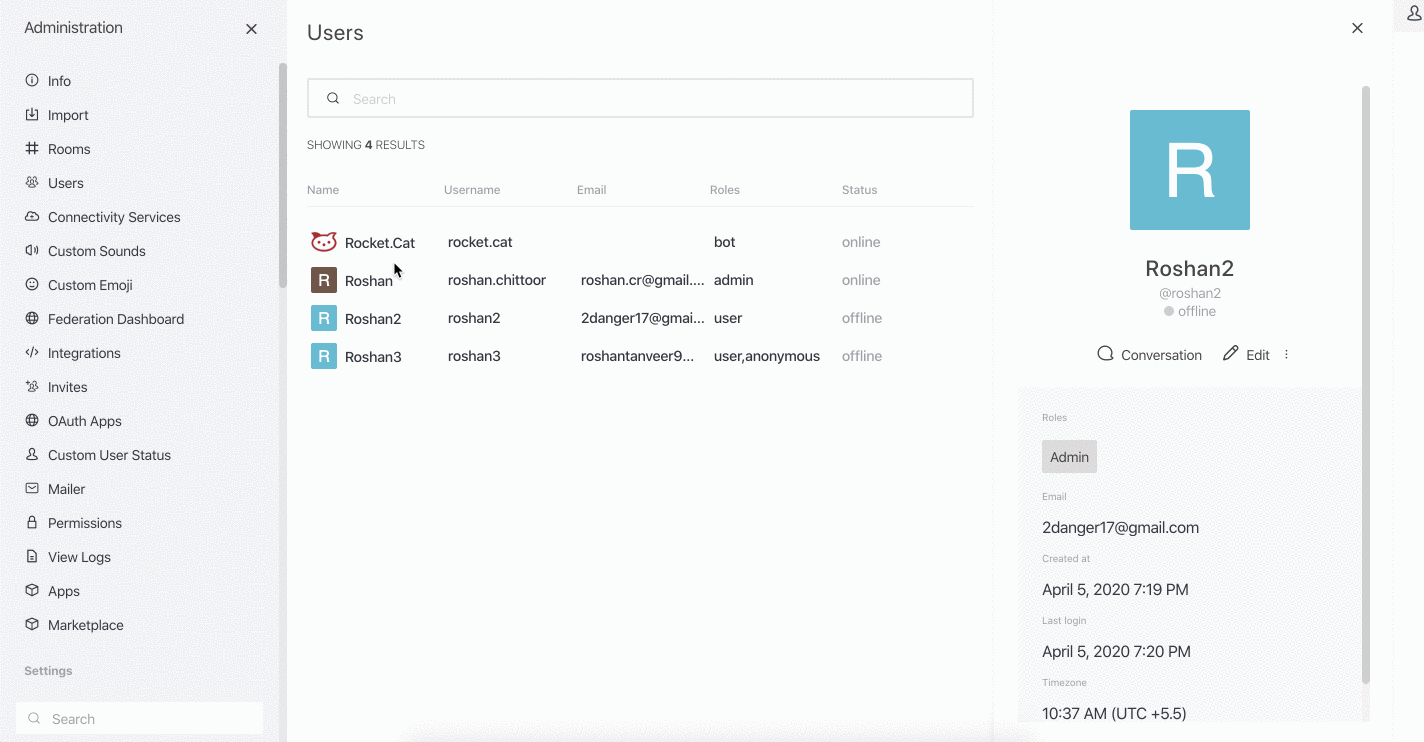 Administration
Info
Import
Rooms
Users
Connectivity Services
Custom Sounds
Custom Emoji
Federation Dashboard
Integrations
Invites
OAuth Apps
Custom User Status
Mailer
Permissions
View Logs
Apps
Marketplace
Settings
Search
Users
Search
SHOWING 4 RESULTS
Name Username Email Roles Status
Rocket.Cat rocket.cat bot online
R Roshan roshan.chittoor roshan.cr@gmail.... admin online
R Roshan2 roshan2 2danger17@gmai... user offline
R Roshan3 roshan3 roshantanveer9... user,anonymous offline
R
Roshan2
@roshan2
offline
Conversation Edit
Roles
Admin
Email
2danger17@gmail.com
Created at
April 5, 2020 7:19 PM
Last login
April 5, 2020 7:20 PM
Timezone
10:37 AM (UTC +5.5)